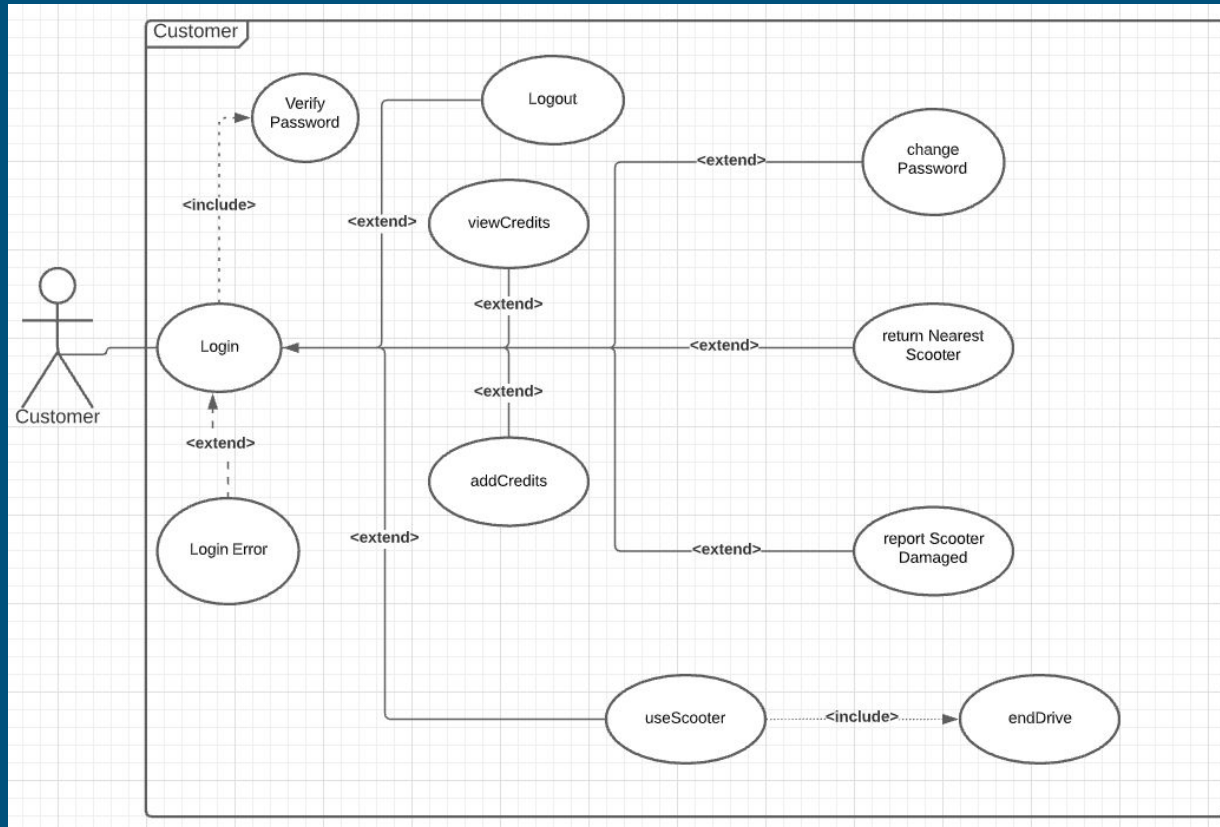 Customer
Verify
Password
Logout
change
Password
<extend>
<include>
<extend>
viewCredits
<extend>
Login
<extend>
return Nearest
Scooter
<extend>
Customer
<extend>
addCredits
<extend>
Login Error
<extend>
report Scooter
Damaged
useScooter
<include>
endDrive